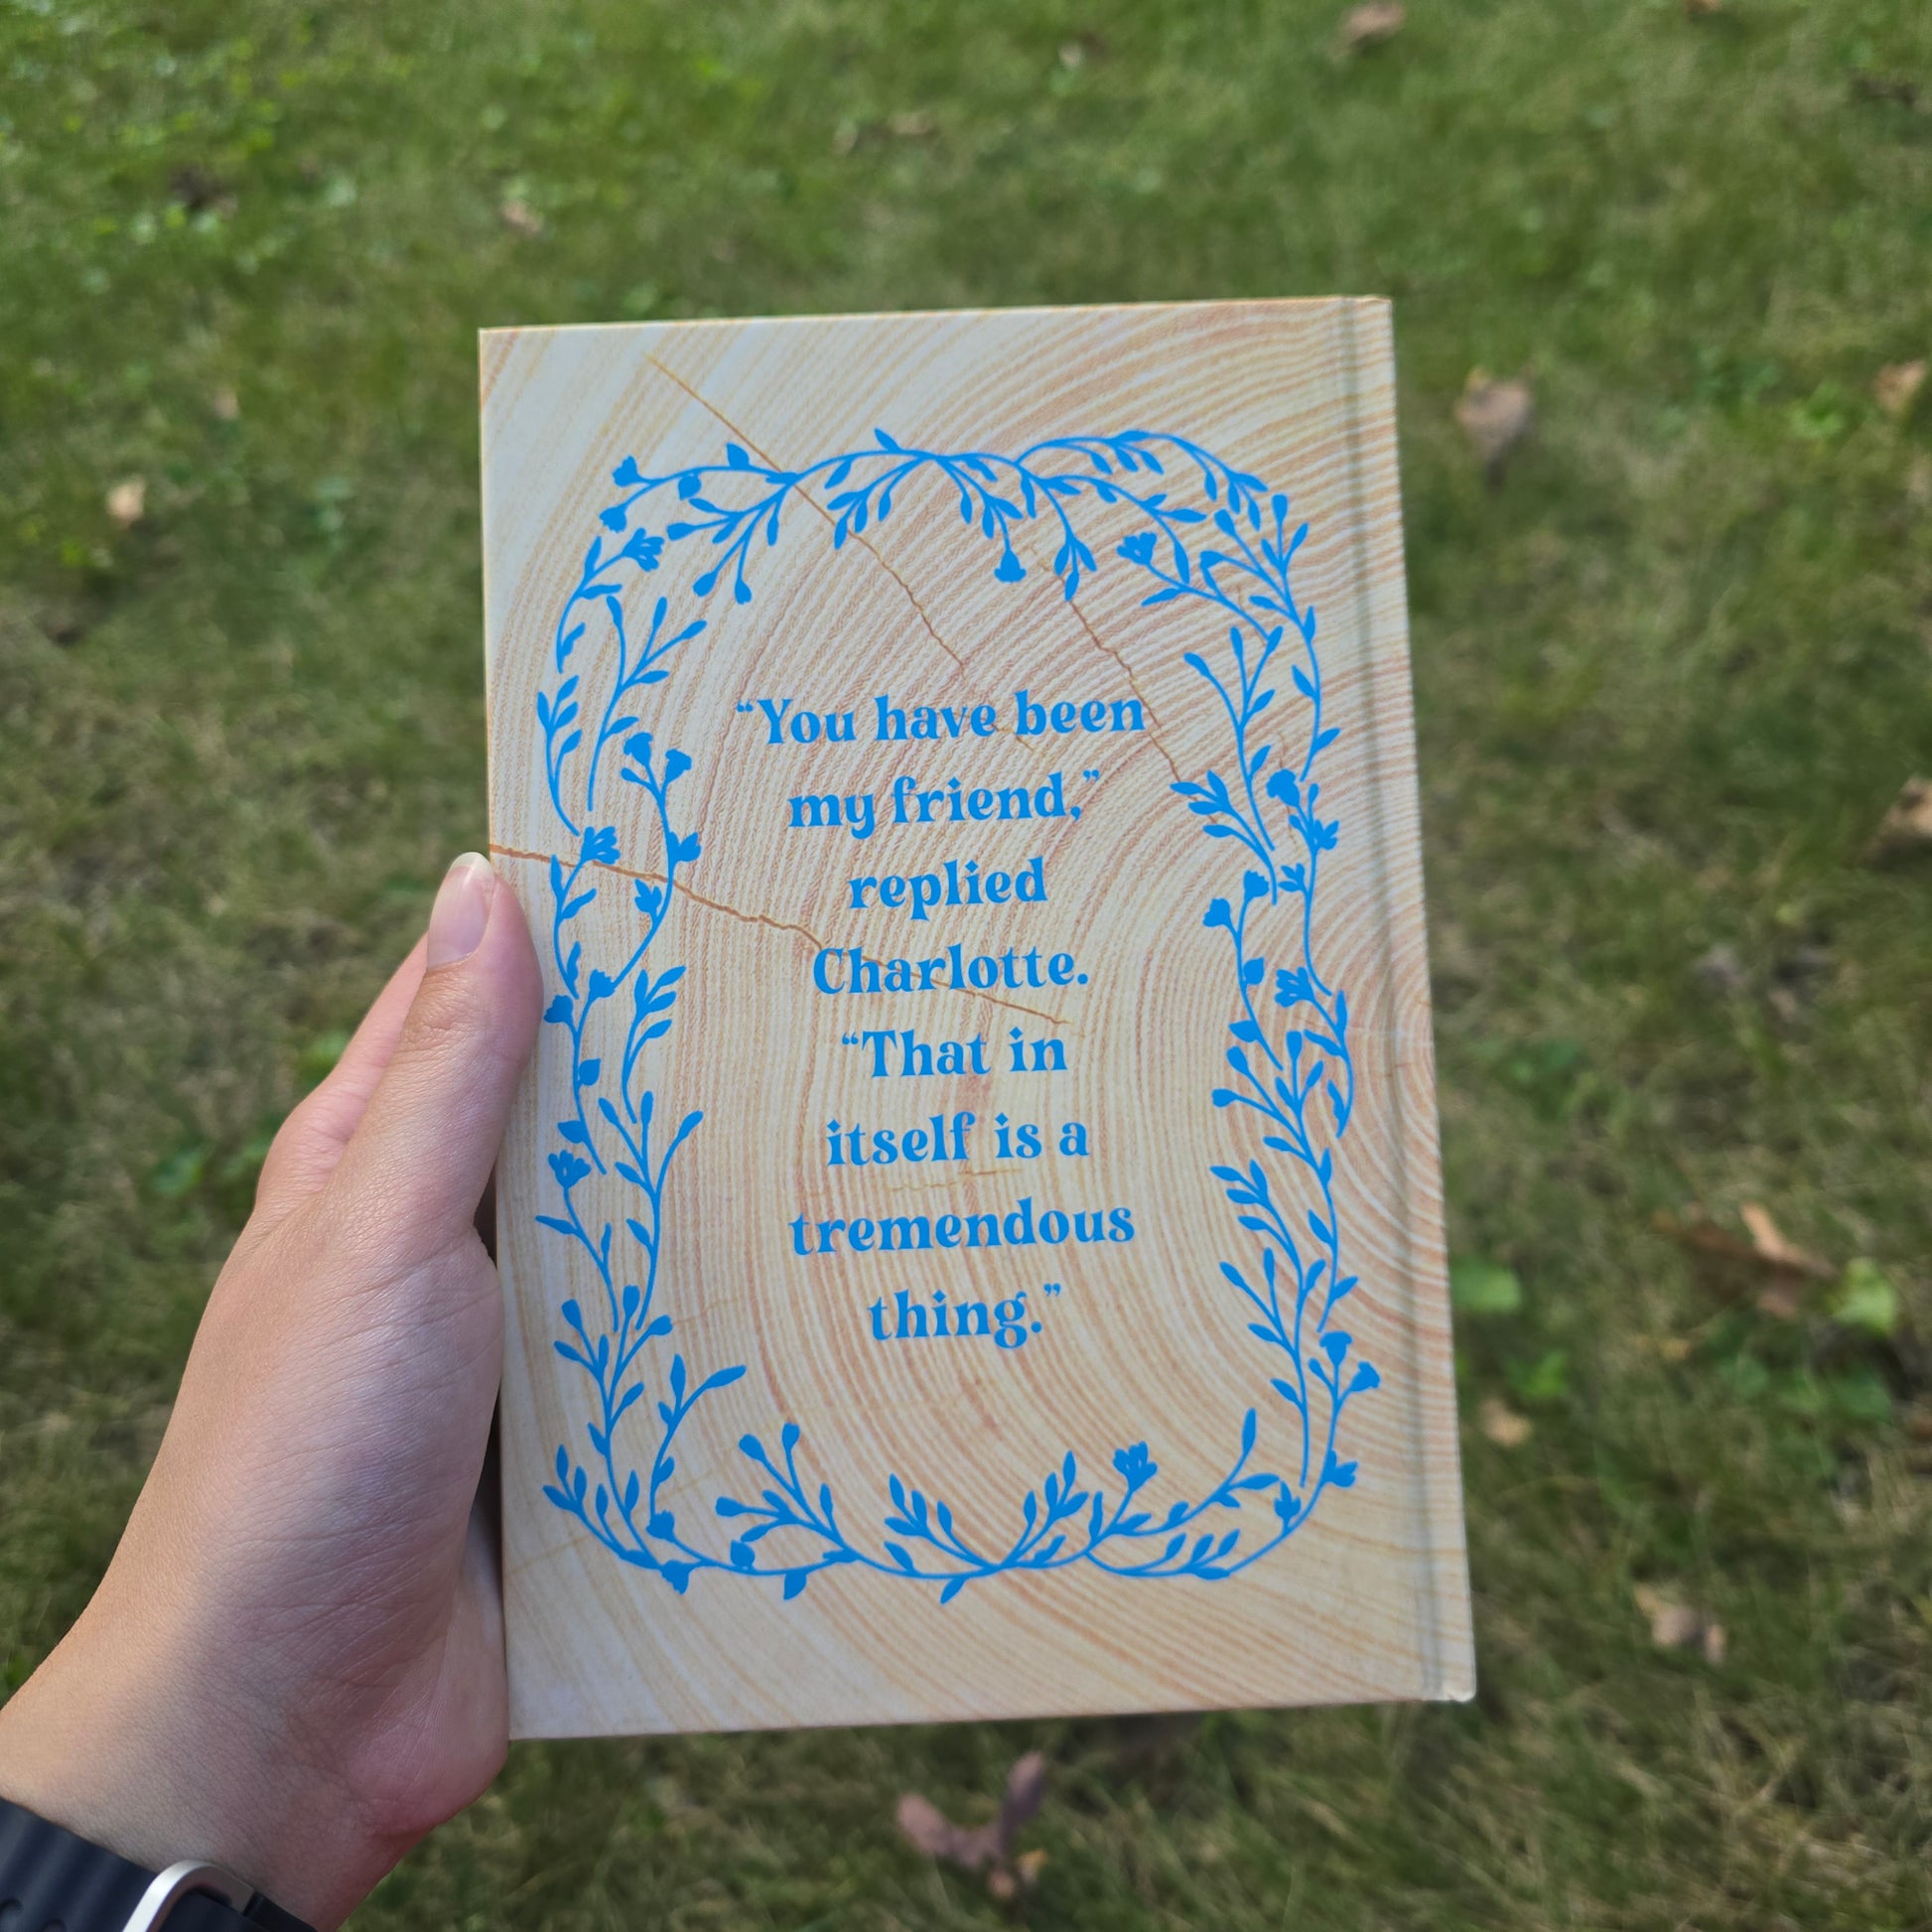 “You have been
my friend,”
replied
Charlotte.
“That in
itself is a
tremendous
thing.”